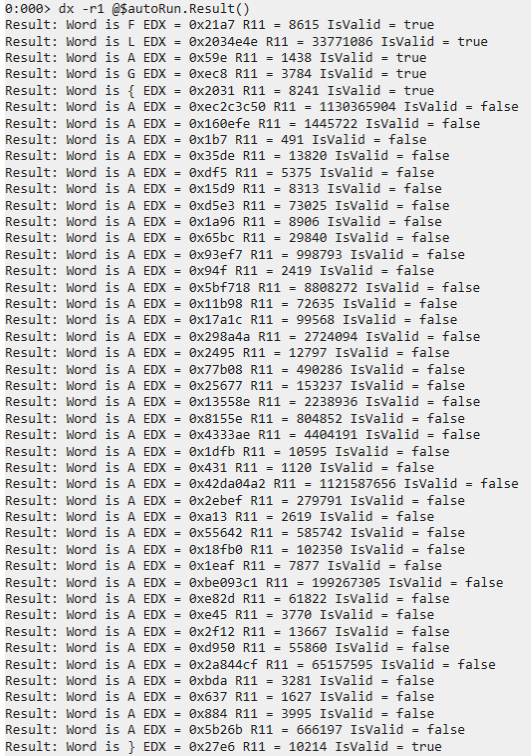 0:000> dx -r1 @$autoRun.Result()
Result: Word is F EDX = 0x21a7 R11 = 8615 IsValid = true
Result: Word is L EDX = 0x2034e4e R11 = 33771086 IsValid = true
Result: Word is A EDX = 0x59e R11 = 1438 IsValid = true
Result: Word is G EDX = 0xec8 R11 = 3784 IsValid = true
Result: Word is { EDX = 0x2031 R11 = 8241 IsValid = true
Result: Word is A EDX = 0xec2c3c50 R11 = 1130365904 IsValid = false
Result: Word is A EDX = 0x160efe R11 = 1445722 IsValid = false
Result: Word is A EDX = 0x1b7 R11 = 491 IsValid = false
Result: Word is A EDX = 0x35de R11 = 13820 IsValid = false
Result: Word is A EDX = 0xdf5 R11 = 5375 IsValid = false
Result: Word is A EDX = 0x15d9 R11 = 8313 IsValid = false
Result: Word is A EDX = 0xd5e3 R11 = 73025 IsValid = false
Result: Word is A EDX = 0x1a96 R11 = 8906 IsValid = false
Result: Word is A EDX = 0x65bc R11 = 29840 IsValid = false
Result: Word is A EDX = 0x93ef7 R11 = 998793 IsValid = false
Result: Word is A EDX = 0x94f R11 = 2419 IsValid = false
Result: Word is A EDX = 0x5bf718 R11 = 8808272 IsValid = false
Result: Word is A EDX = 0x11b98 R11 = 72635 IsValid = false
Result: Word is A EDX = 0x17a1c R11 = 99568 IsValid = false
Result: Word is A EDX = 0x298a4a R11 = 2724094 IsValid = false
Result: Word is A EDX = 0x2495 R11 = 12797 IsValid = false
Result: Word is A EDX = 0x77b08 R11 = 490286 IsValid = false
Result: Word is A EDX = 0x25677 R11 = 153237 IsValid = false
Result: Word is A EDX = 0x13558e R11 = 2238936 IsValid = false
Result: Word is A EDX = 0x8155e R11 = 804852 IsValid = false
Result: Word is A EDX = 0x4333ae R11 = 4404191 IsValid = false
Result: Word is A EDX = 0x1dfb R11 = 10595 IsValid = false
Result: Word is A EDX = 0x431 R11 = 1120 IsValid = false
Result: Word is A EDX = 0x42da04a2 R11 = 1121587656 IsValid = false
Result: Word is A EDX = 0x2ebef R11 = 279791 IsValid = false
Result: Word is A EDX = 0xa13 R11 = 2619 IsValid = false
Result: Word is A EDX = 0x55642 R11 = 585742 IsValid = false
Result: Word is A EDX = 0x18fb0 R11 = 102350 IsValid = false
Result: Word is A EDX = 0x1eaf R11 = 7877 IsValid = false
Result: Word is A EDX = 0xbe093c1 R11 = 199267305 IsValid = false
Result: Word is A EDX = 0xe82d R11 = 61822 IsValid = false
Result: Word is A EDX = 0xe45 R11 = 3770 IsValid = false
Result: Word is A EDX = 0x2f12 R11 = 13667 IsValid = false
Result: Word is A EDX = 0xd950 R11 = 55860 IsValid = false
Result: Word is A EDX = 0x2a844cf R11 = 65157595 IsValid = false
Result: Word is A EDX = 0xbda R11 = 3281 IsValid = false
Result: Word is A EDX = 0x637 R11 = 1627 IsValid = false
Result: Word is A EDX = 0x884 R11 = 3995 IsValid = false
Result: Word is A EDX = 0x5b26b R11 = 666197 IsValid = false
Result: Word is } EDX = 0x27e6 R11 = 10214 IsValid = true